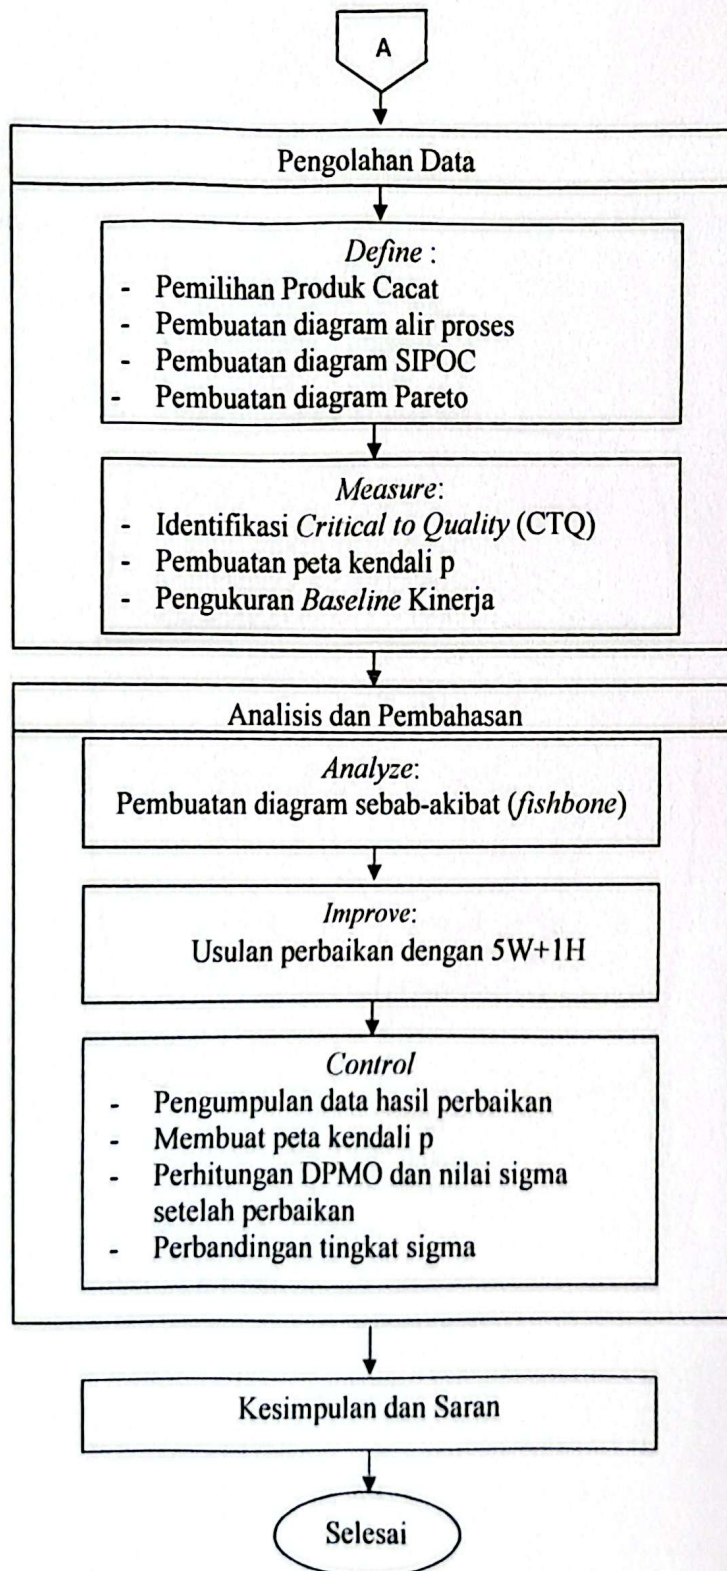 A
Pengolahan Data
Define :
- Pemilihan Produk Cacat
- Pembuatan diagram alir proses
- Pembuatan diagram SIPOC
- Pembuatan diagram Pareto
Measure:
- Identifikasi Critical to Quality (CTQ)
- Pembuatan peta kendali p
- Pengukuran Baseline Kinerja
Analisis dan Pembahasan
Analyze:
Pembuatan diagram sebab-akibat (fishbone)
Improve:
Usulan perbaikan dengan 5W+1H
Control
- Pengumpulan data hasil perbaikan
- Membuat peta kendali p
- Perhitungan DPMO dan nilai sigma
setelah perbaikan
- Perbandingan tingkat sigma
Kesimpulan dan Saran
Selesai